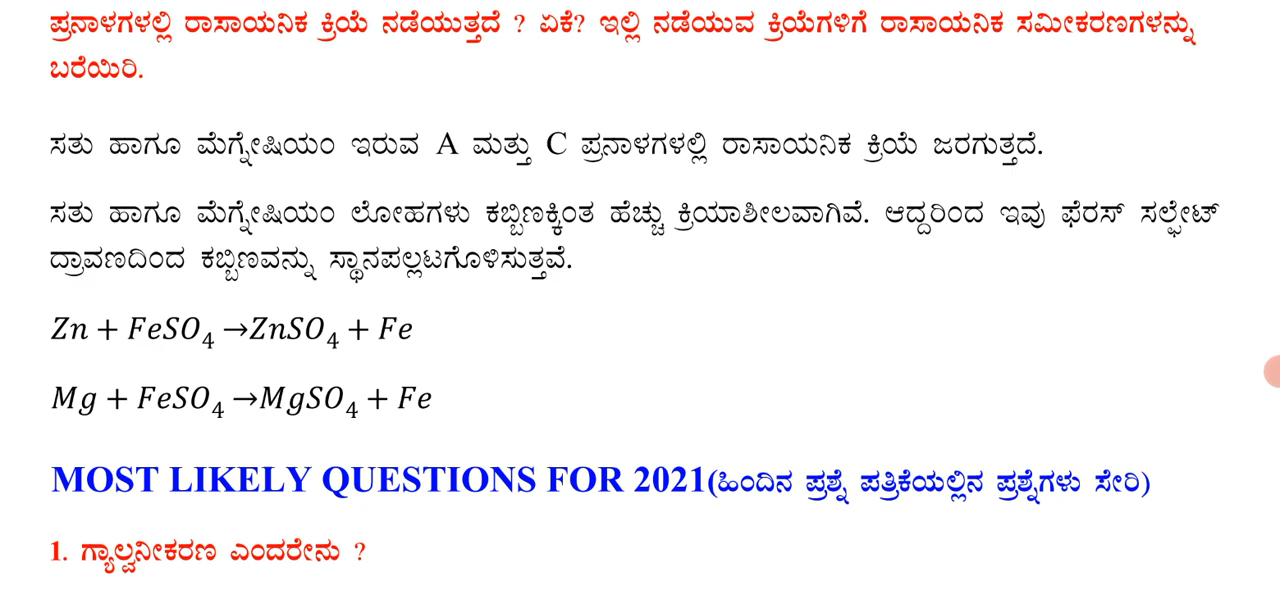 ಪ್ರನಾಳಗಳಲ್ಲಿ ರಾಸಾಯನಿಕ ಕ್ರಿಯೆ ನಡೆಯುತ್ತದೆ ? ಏಕೆ? ಇಲ್ಲಿ ನಡೆಯುವ ಕ್ರಿಯೆಗಳಿಗೆ ರಾಸಾಯನಿಕ ಸಮೀಕರಣಗಳನ್ನು
ಬರೆಯಿರಿ.
ಸತು ಹಾಗೂ ಮೆಗ್ನೇಷಿಯಂ ಇರುವ A ಮತ್ತು C ಪ್ರನಾಳಗಳಲ್ಲಿ ರಾಸಾಯನಿಕ ಕ್ರಿಯೆ ಜರಗುತ್ತದೆ.
ಸತು ಹಾಗೂ ಮೆಗ್ನೇಷಿಯಂ ಲೋಹಗಳು ಕಬ್ಬಿಣಕ್ಕಿಂತ ಹೆಚ್ಚು ಕ್ರಿಯಾಶೀಲವಾಗಿವೆ. ಆದ್ದರಿಂದ ಇವು ಫೆರಸ್ ಸಲ್ಫೇಟ್
ದ್ರಾವಣದಿಂದ ಕಬ್ಬಿಣವನ್ನು ಸ್ಥಾನಪಲ್ಲಟಗೊಳಿಸುತ್ತವೆ.
Zn + FeSO₄ →ZnSO₄ + Fe
Mg + FeSO₄ →MgSO₄ + Fe
MOST LIKELY QUESTIONS FOR 2021(ಹಿಂದಿನ ಪ್ರಶ್ನೆ ಪತ್ರಿಕೆಯಲ್ಲಿನ ಪ್ರಶ್ನೆಗಳು ಸೇರಿ)
1. ಗ್ಯಾಲ್ವನೀಕರಣ ಎಂದರೇನು ?